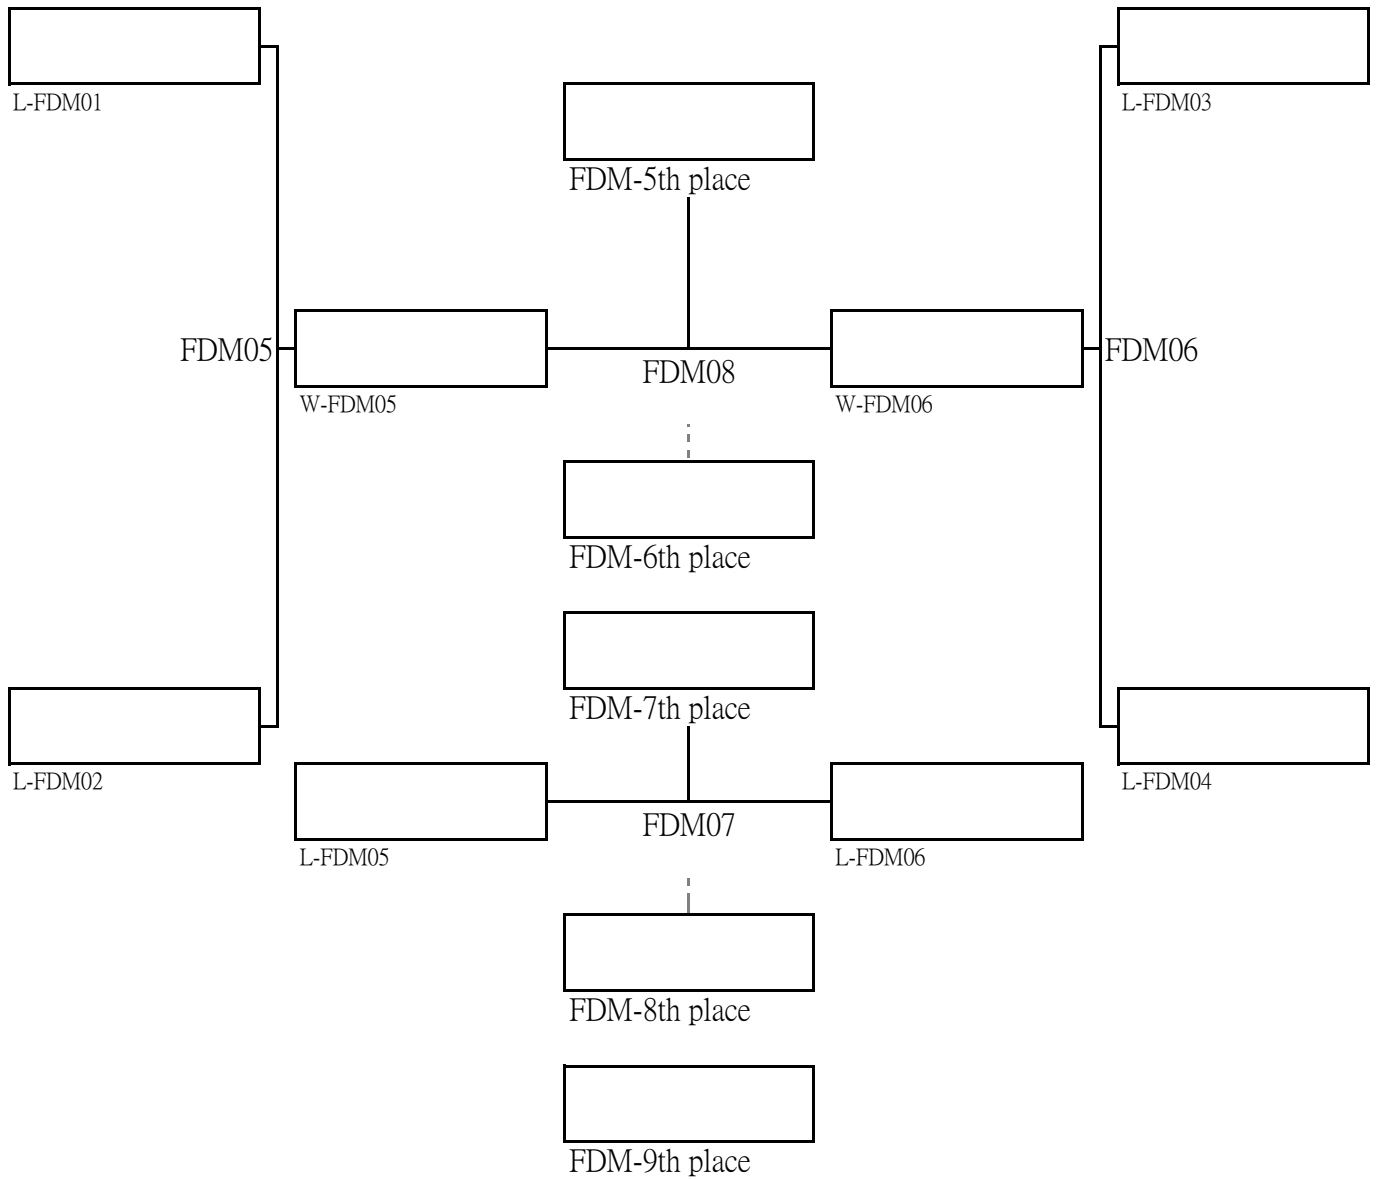 L-FDM01
L-FDM03
FDM-5th place
FDM05
FDM08
FDM06
W-FDM05
W-FDM06
FDM-6th place
FDM-7th place
L-FDM02
L-FDM04
FDM07
L-FDM05
L-FDM06
FDM-8th place
FDM-9th place